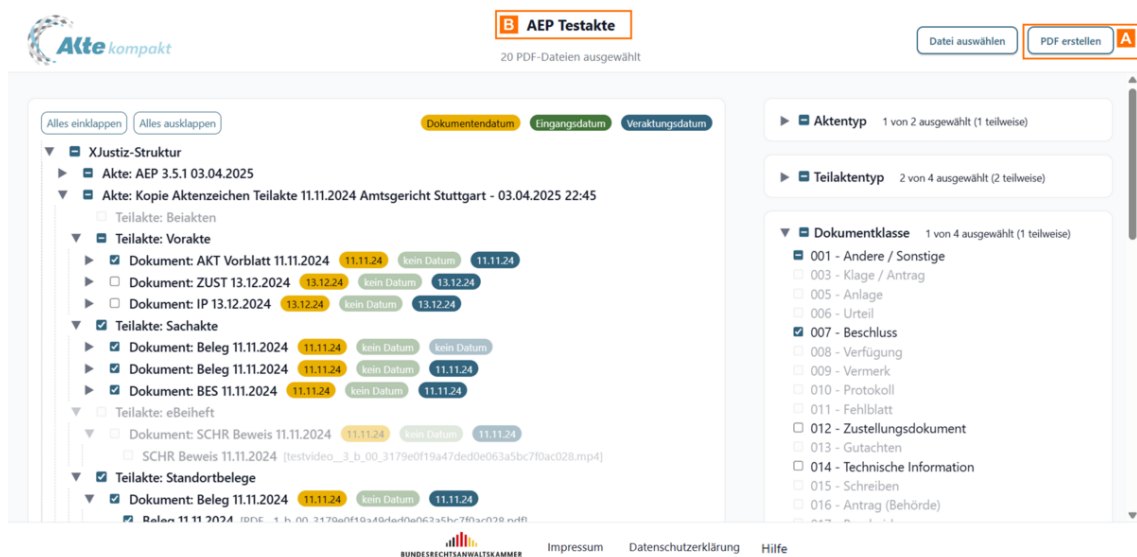 Akte kompakt
B AEP Testakte
20 PDF-Dateien ausgewählt
Datei auswählen PDF erstellen A
Alles einklappen Alles ausklappen Dokumentendatum Eingangsdatum Veraktungsdatum
XJustiz-Struktur
Akte: AEP 3.5.1 03.04.2025
Akte: Kopie Aktenzeichen Teilakte 11.11.2024 Amtsgericht Stuttgart - 03.04.2025 22:45
Teilakte: Beiakten
Teilakte: Vorakte
Dokument: AKT Vorblatt 11.11.2024 11.11.24 kein Datum 11.11.24
Dokument: ZUST 13.12.2024 13.12.24 kein Datum 13.12.24
Dokument: IP 13.12.2024 13.12.24 kein Datum 13.12.24
Teilakte: Sachakte
Dokument: Beleg 11.11.2024 11.11.24 kein Datum kein Datum
Dokument: Beleg 11.11.2024 11.11.24 kein Datum 11.11.24
Dokument: BES 11.11.2024 11.11.24 kein Datum 11.11.24
Teilakte: eBeiheft
Dokument: SCHR Beweis 11.11.2024 11.11.24 kein Datum 11.11.24
SCHR Beweis 11.11.2024 [testvideo__3_b_00_3179e0f19a47ded0e063a5bc7f0ac028.mp4]
Teilakte: Standortbelege
Dokument: Beleg 11.11.2024 11.11.24 kein Datum 11.11.24
Beleg 11.11.2024 [PDF__1_b_00_3179e0f19a49ded0e063a5bc7f0ac028.pdf]
Aktentyp 1 von 2 ausgewählt (1 teilweise)
Teilaktentyp 2 von 4 ausgewählt (2 teilweise)
Dokumentklasse 1 von 4 ausgewählt (1 teilweise)
001 - Andere / Sonstige
003 - Klage / Antrag
005 - Anlage
006 - Urteil
007 - Beschluss
008 - Verfügung
009 - Vermerk
010 - Protokoll
011 - Fehlblatt
012 - Zustellungsdokument
013 - Gutachten
014 - Technische Information
015 - Schreiben
016 - Antrag (Behörde)
BUNDESRECHTSANWALTSKAMMER Impressum Datenschutzerklärung Hilfe